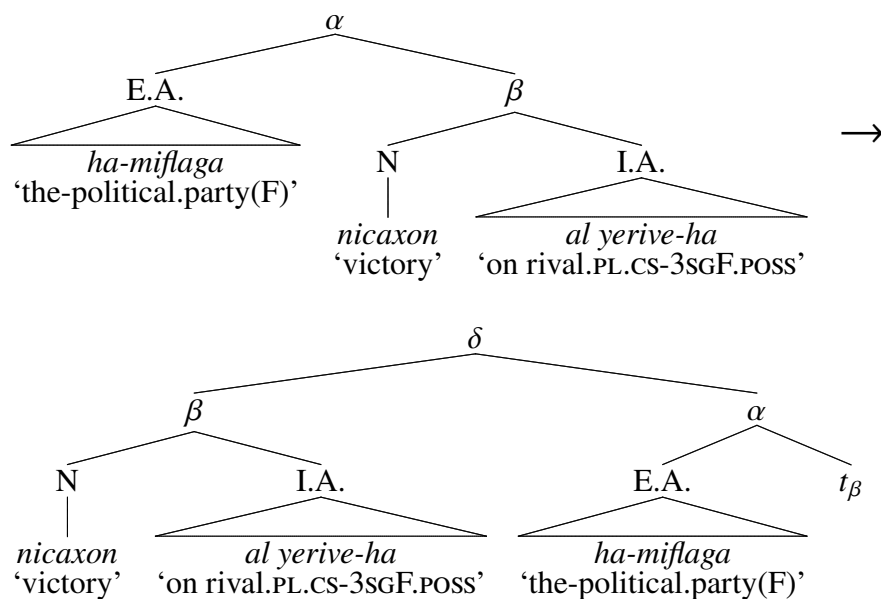 α
E.A. β
ha-miflaga N I.A. →
‘the-political.party(F)’
nicaxon al yerive-ha
‘victory’ ‘on rival.PL.CS-3SGF.POSS’
δ
β α
N I.A. E.A. tβ
nicaxon al yerive-ha ha-miflaga
‘victory’ ‘on rival.PL.CS-3SGF.POSS’ ‘the-political.party(F)’